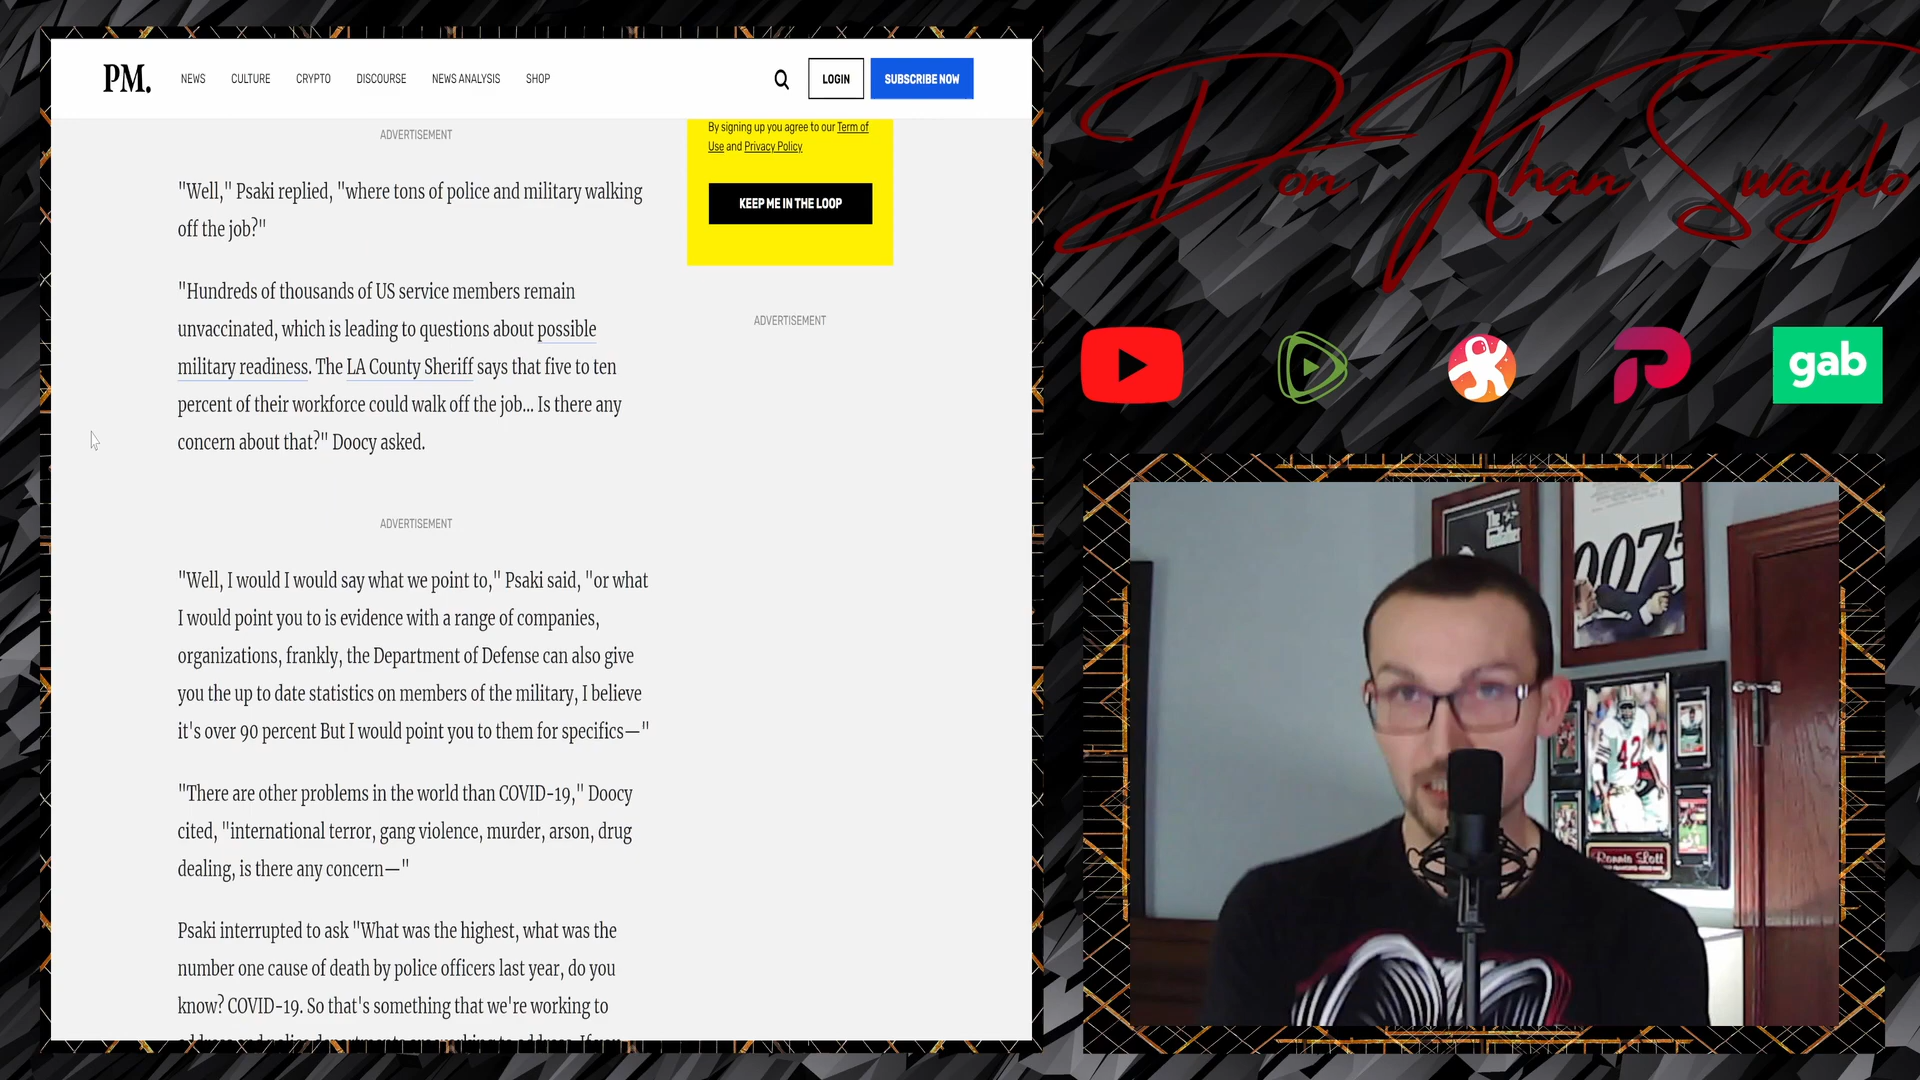 PM.
NEWS CULTURE CRYPTO DISCOURSE NEWS ANALYSIS SHOP
LOGIN
SUBSCRIBE NOW
ADVERTISEMENT
"Well," Psaki replied, "where tons of police and military walking
off the job?"
"Hundreds of thousands of US service members remain
unvaccinated, which is leading to questions about possible
military readiness. The LA County Sheriff says that five to ten
percent of their workforce could walk off the job... Is there any
concern about that?" Doocy asked.
ADVERTISEMENT
"Well, I would I would say what we point to," Psaki said, "or what
I would point you to is evidence with a range of companies,
organizations, frankly, the Department of Defense can also give
you the up to date statistics on members of the military, I believe
it's over 90 percent But I would point you to them for specifics—"
"There are other problems in the world than COVID-19," Doocy
cited, "international terror, gang violence, murder, arson, drug
dealing, is there any concern—"
Psaki interrupted to ask "What was the highest, what was the
number one cause of death by police officers last year, do you
know? COVID-19. So that's something that we're working to
By signing up you agree to our Term of
Use and Privacy Policy
KEEP ME IN THE LOOP
ADVERTISEMENT
Don Khan Swaylo
gab
007
42
Ronnie Lott